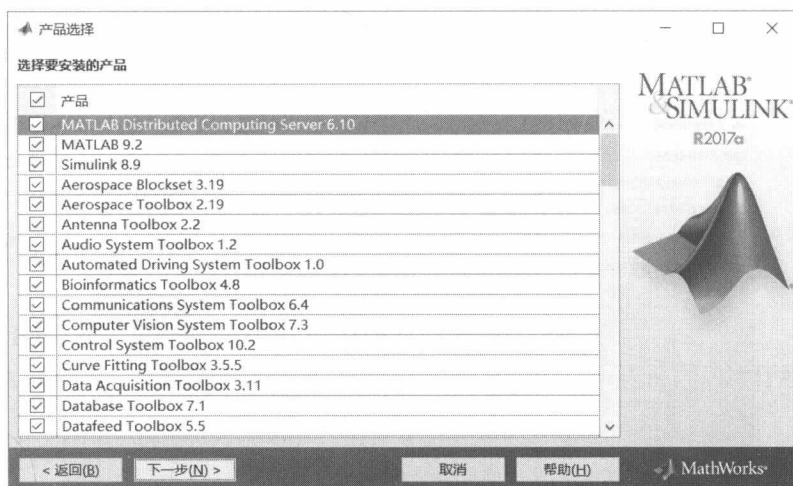 产品选择
选择要安装的产品
MATLAB®
&SIMULINK®
R2017a
产品
MATLAB Distributed Computing Server 6.10
MATLAB 9.2
Simulink 8.9
Aerospace Blockset 3.19
Aerospace Toolbox 2.19
Antenna Toolbox 2.2
Audio System Toolbox 1.2
Automated Driving System Toolbox 1.0
Bioinformatics Toolbox 4.8
Communications System Toolbox 6.4
Computer Vision System Toolbox 7.3
Control System Toolbox 10.2
Curve Fitting Toolbox 3.5.5
Data Acquisition Toolbox 3.11
Database Toolbox 7.1
Datafeed Toolbox 5.5
< 返回(B) 下一步(N) > 取消 帮助(H) MathWorks®